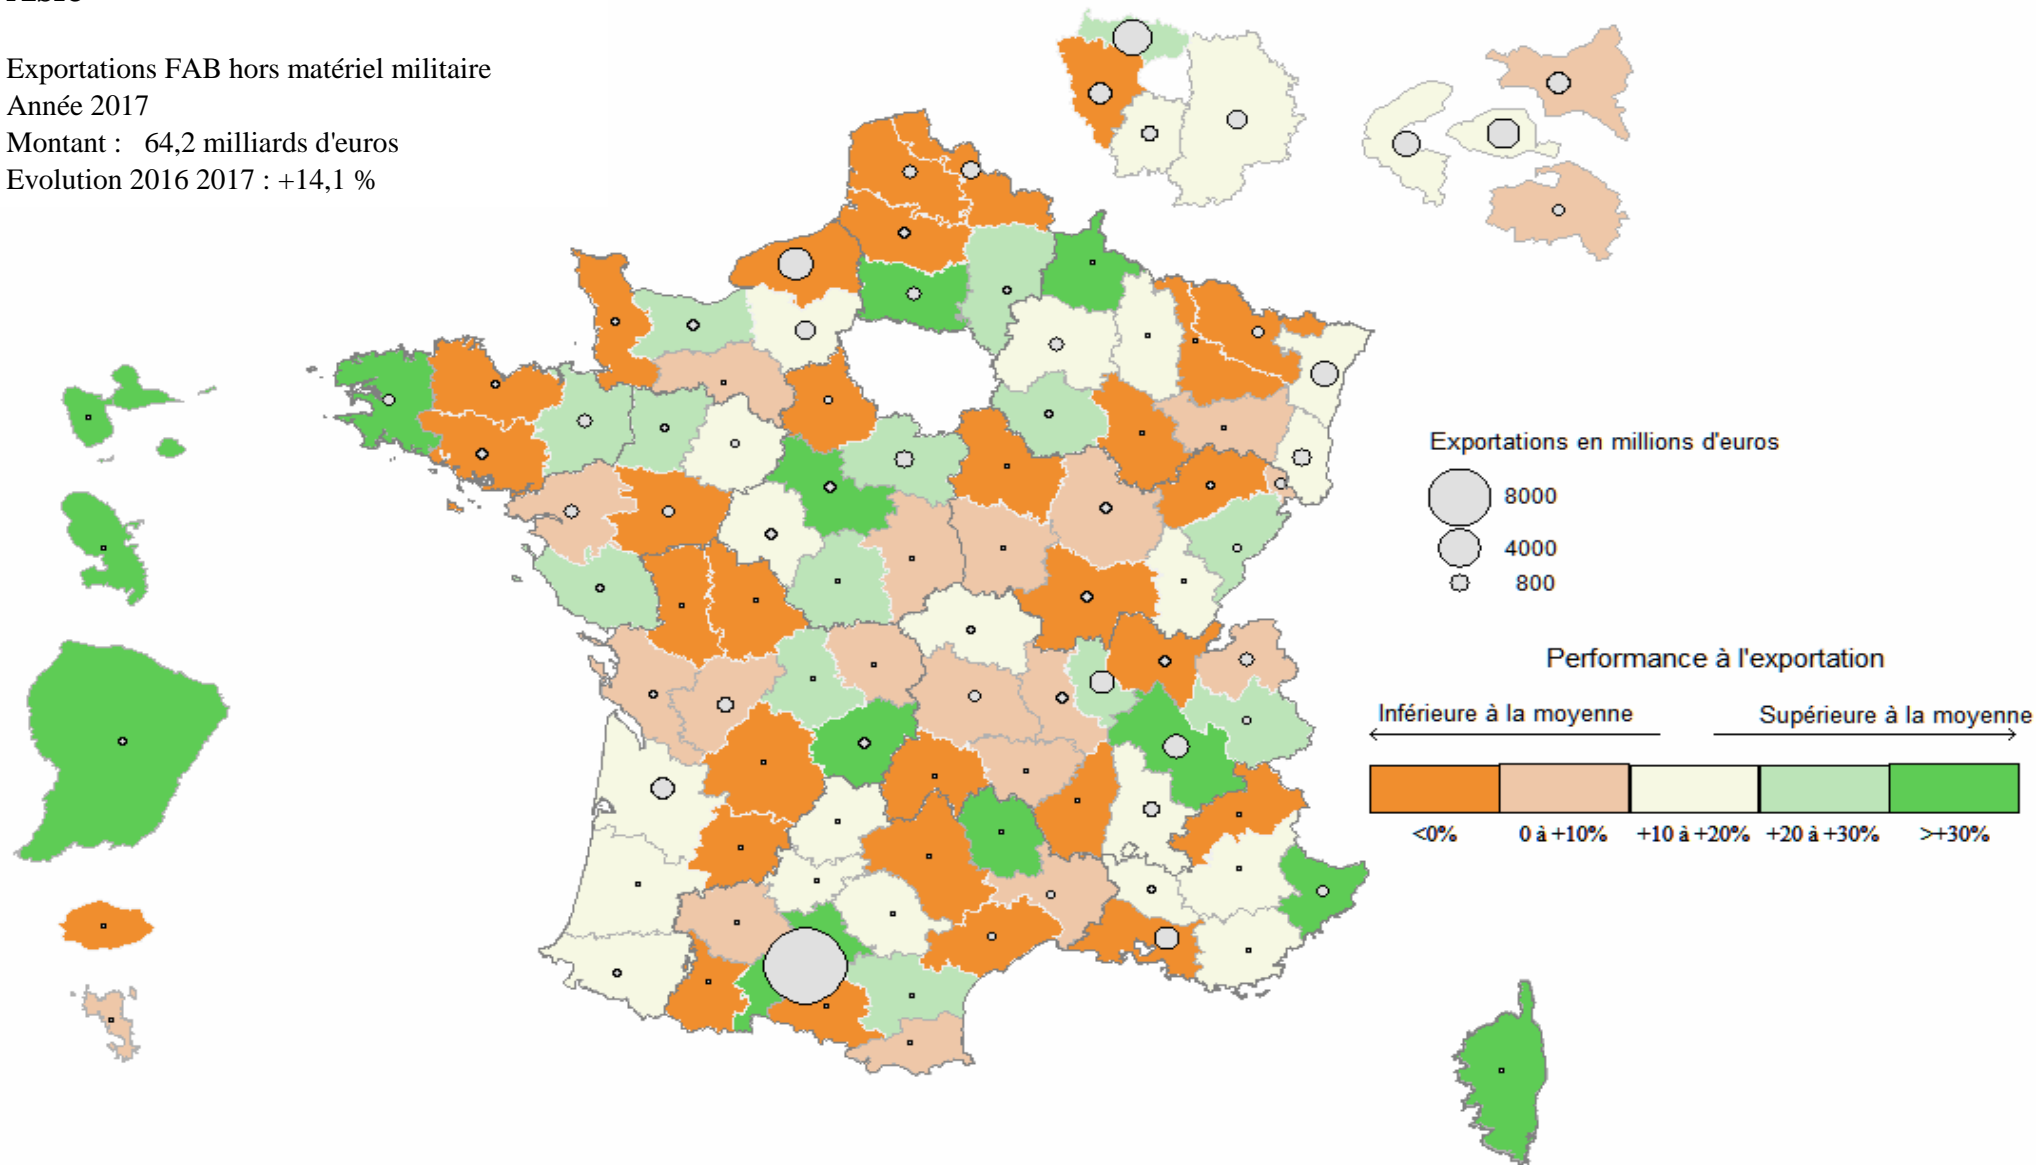 Exportations FAB hors matériel militaire
Année 2017
Montant : 64,2 milliards d'euros
Evolution 2016 2017 : +14,1 %
Exportations en millions d'euros
8000
4000
800
Performance à l'exportation
Inférieure à la moyenne
Supérieure à la moyenne
<0%
0 à +10%
+10 à +20%
+20 à +30%
>+30%